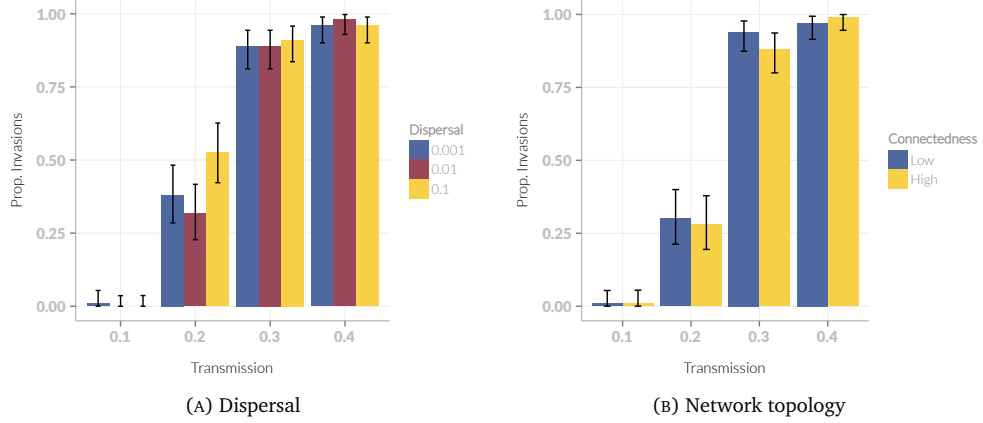 Prop. Invasions
1.00
0.75
0.50
0.25
0.00
0.1 0.2 0.3 0.4
Transmission
Dispersal
0.001
0.01
0.1
(A) Dispersal
Prop. Invasions
1.00
0.75
0.50
0.25
0.00
0.1 0.2 0.3 0.4
Transmission
Connectedness
Low
High
(B) Network topology